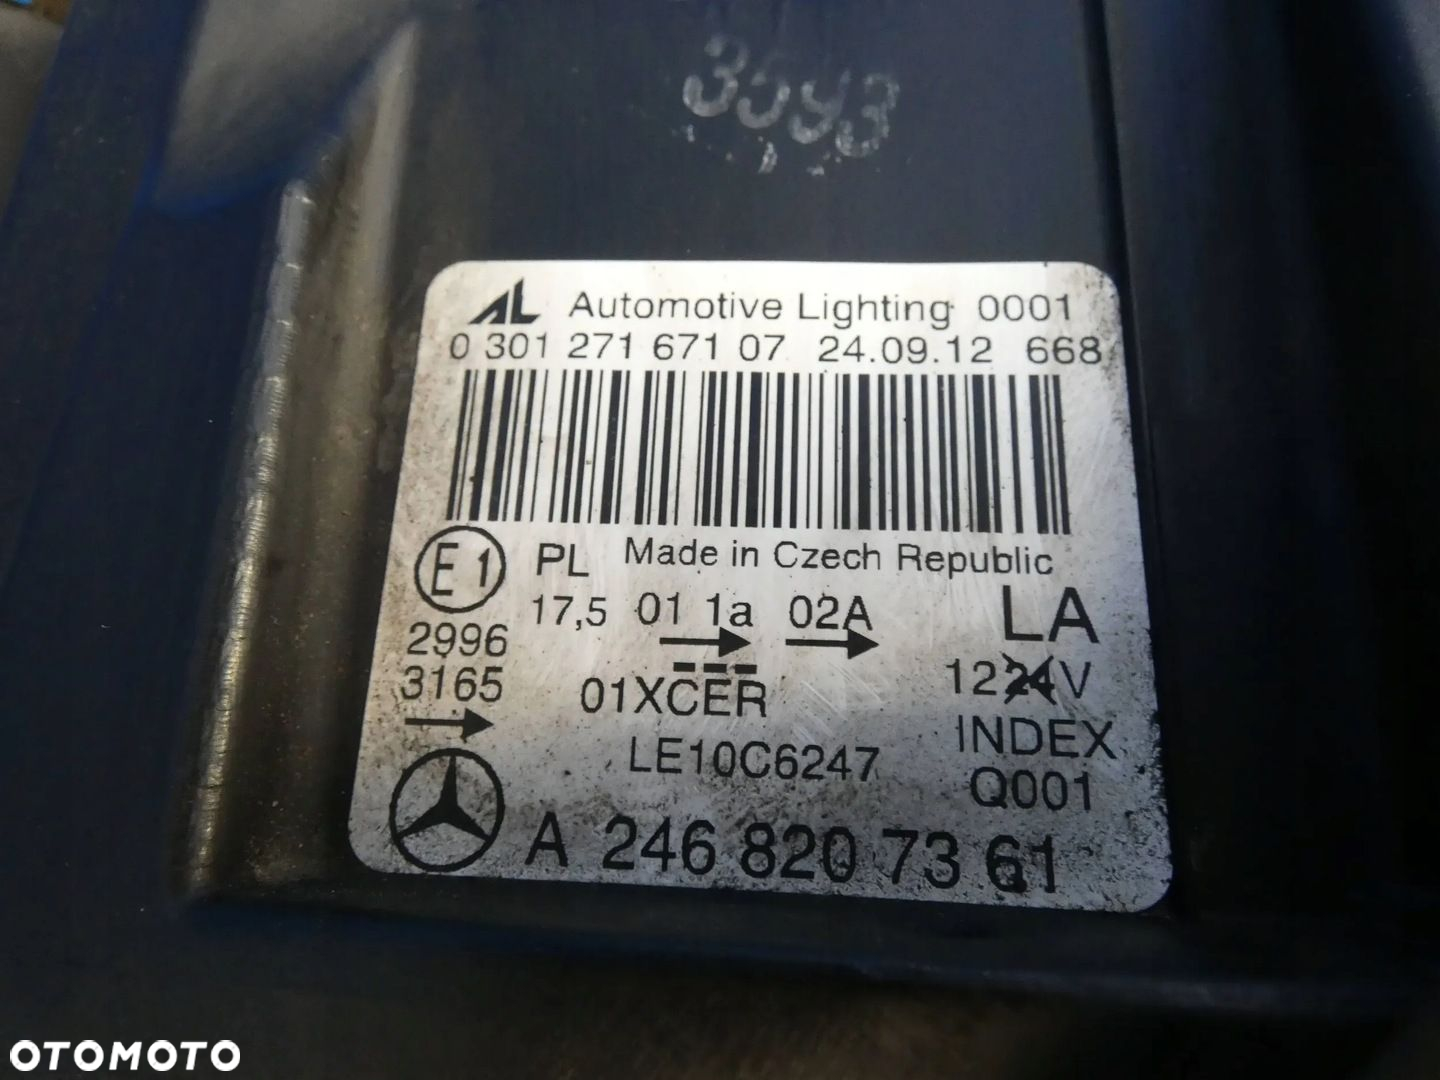 3593
AL Automotive Lighting 0001
0 301 271 671 07 24.09.12 668
E1 PL Made in Czech Republic
17,5 01 1a 02A LA
2996
3165 01XCER 1224V
LE10C6247 INDEX
Q001
A 246 820 73 61
OTOMOTO